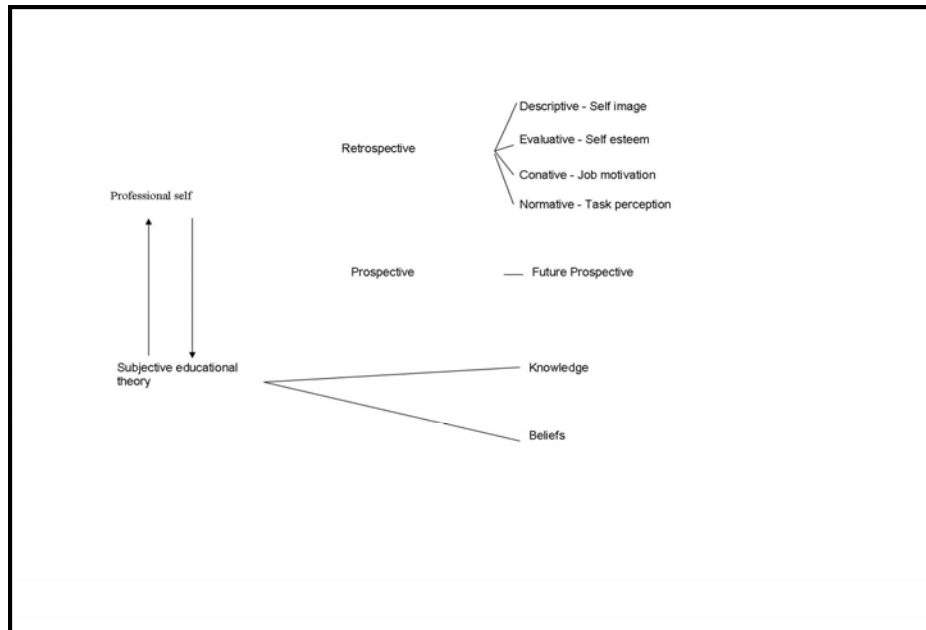 Descriptive - Self image
Evaluative - Self esteem
Retrospective
Conative - Job motivation
Professional self
Normative - Task perception
Prospective
Future Prospective
Subjective educational
theory
Knowledge
Beliefs